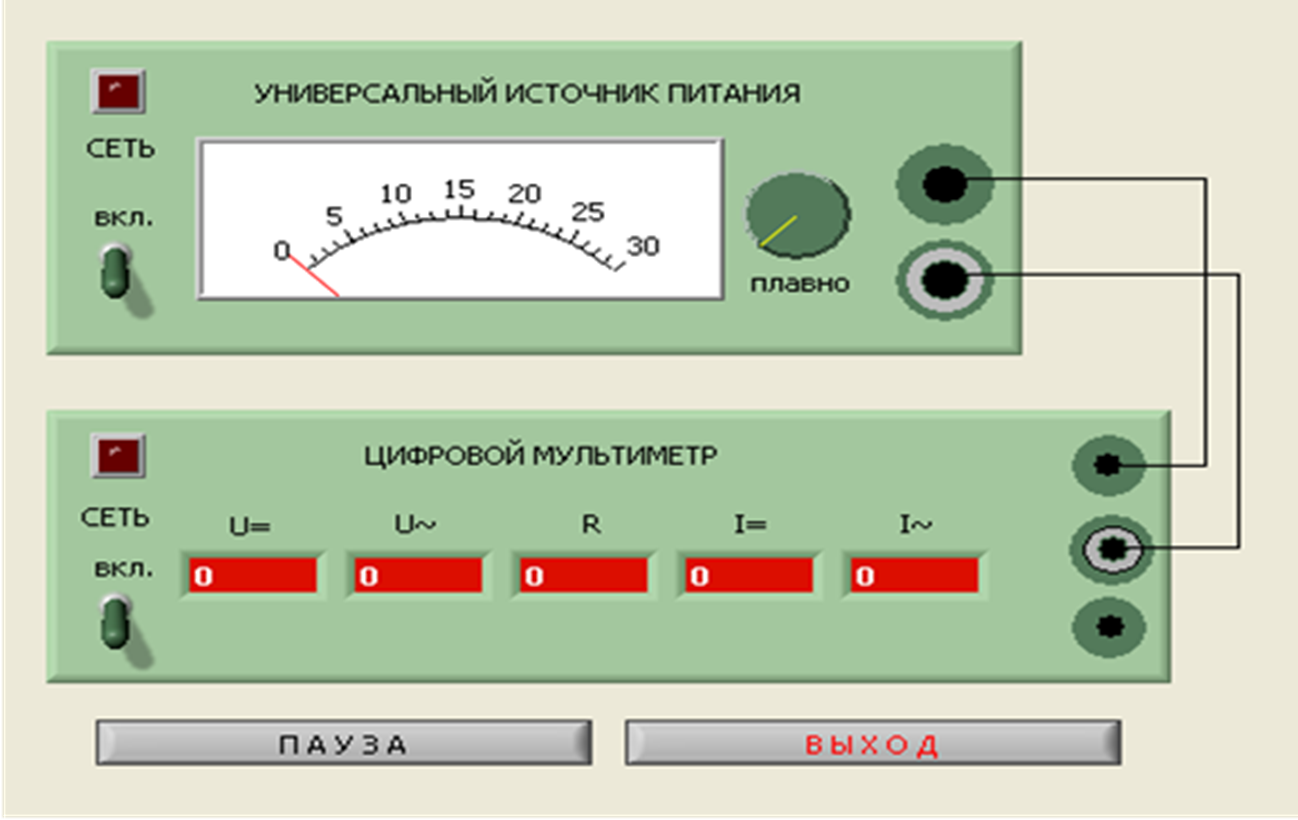 УНИВЕРСАЛЬНЫЙ ИСТОЧНИК ПИТАНИЯ
СЕТЬ
вкл.
0 5 10 15 20 25 30
плавно
ЦИФРОВОЙ МУЛЬТИМЕТР
СЕТЬ
вкл.
U= U~ R I= I~
0 0 0 0 0
ПАУЗА ВЫХОД